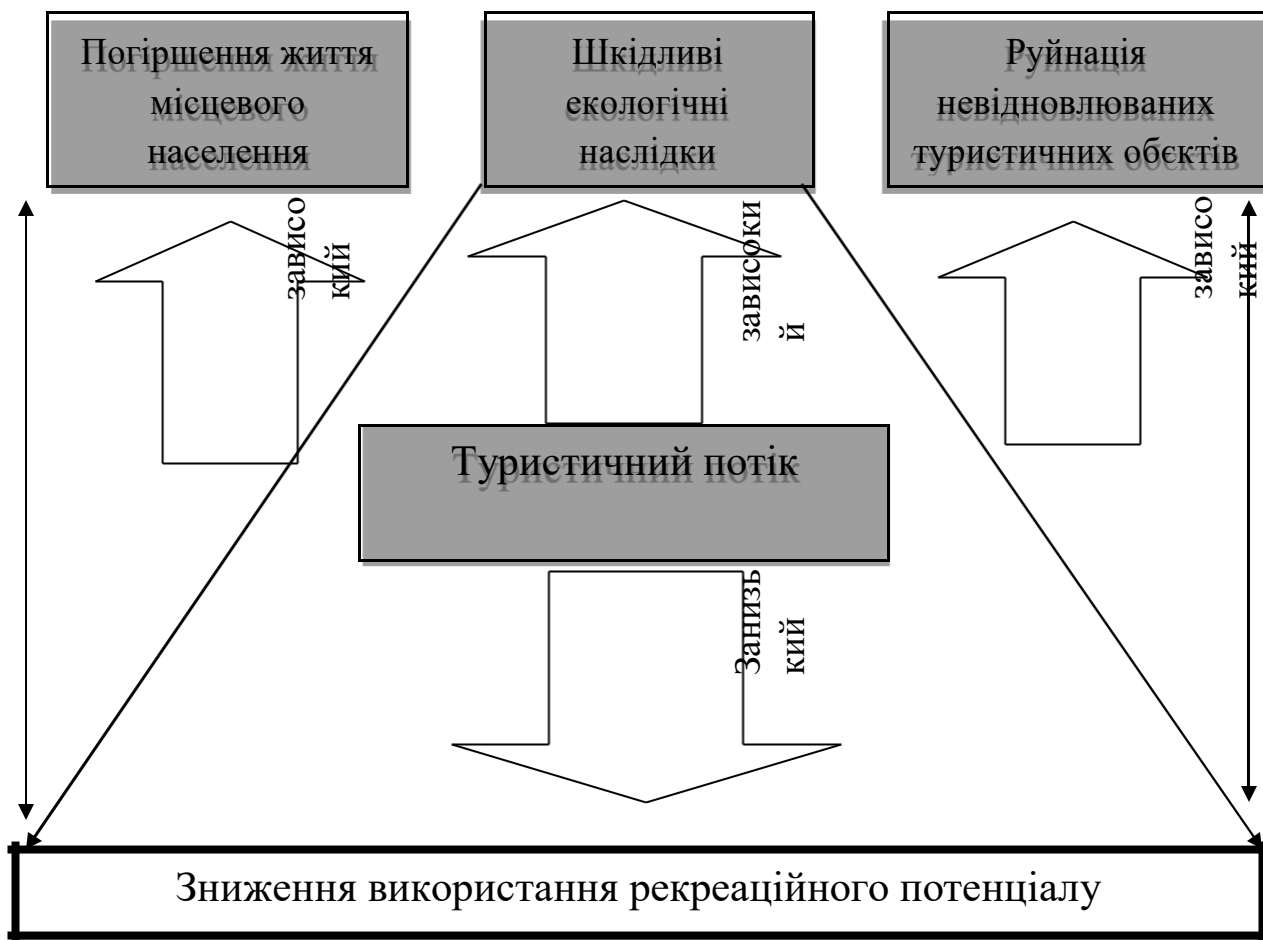 Погіршення життя
місцевого
населення
Шкідливі
екологічні
наслідки
Руйнація
невідновлюваних
туристичних обєктів
зависо
кий
зависоки
й
зависо
кий
Туристичний потік
Занизь
кий
Зниження використання рекреаційного потенціалу